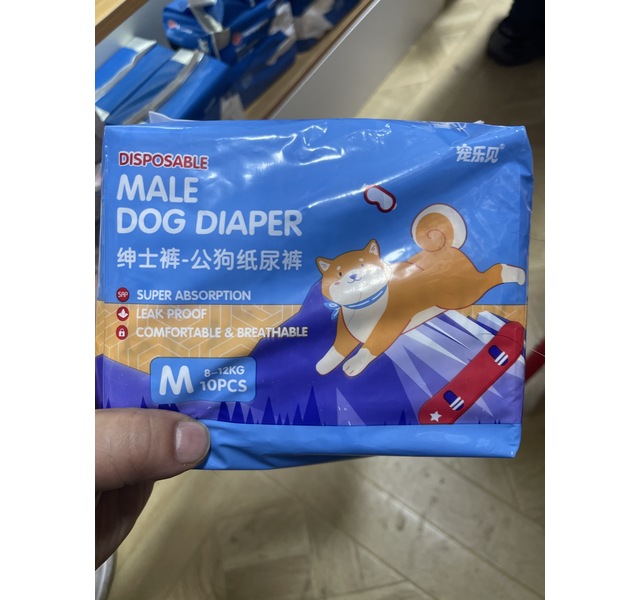 DISPOSABLE
宠乐贝®
MALE
DOG DIAPER
绅士裤-公狗纸尿裤
SAP SUPER ABSORPTION
LEAK PROOF
COMFORTABLE & BREATHABLE
M 8-12KG
10PCS